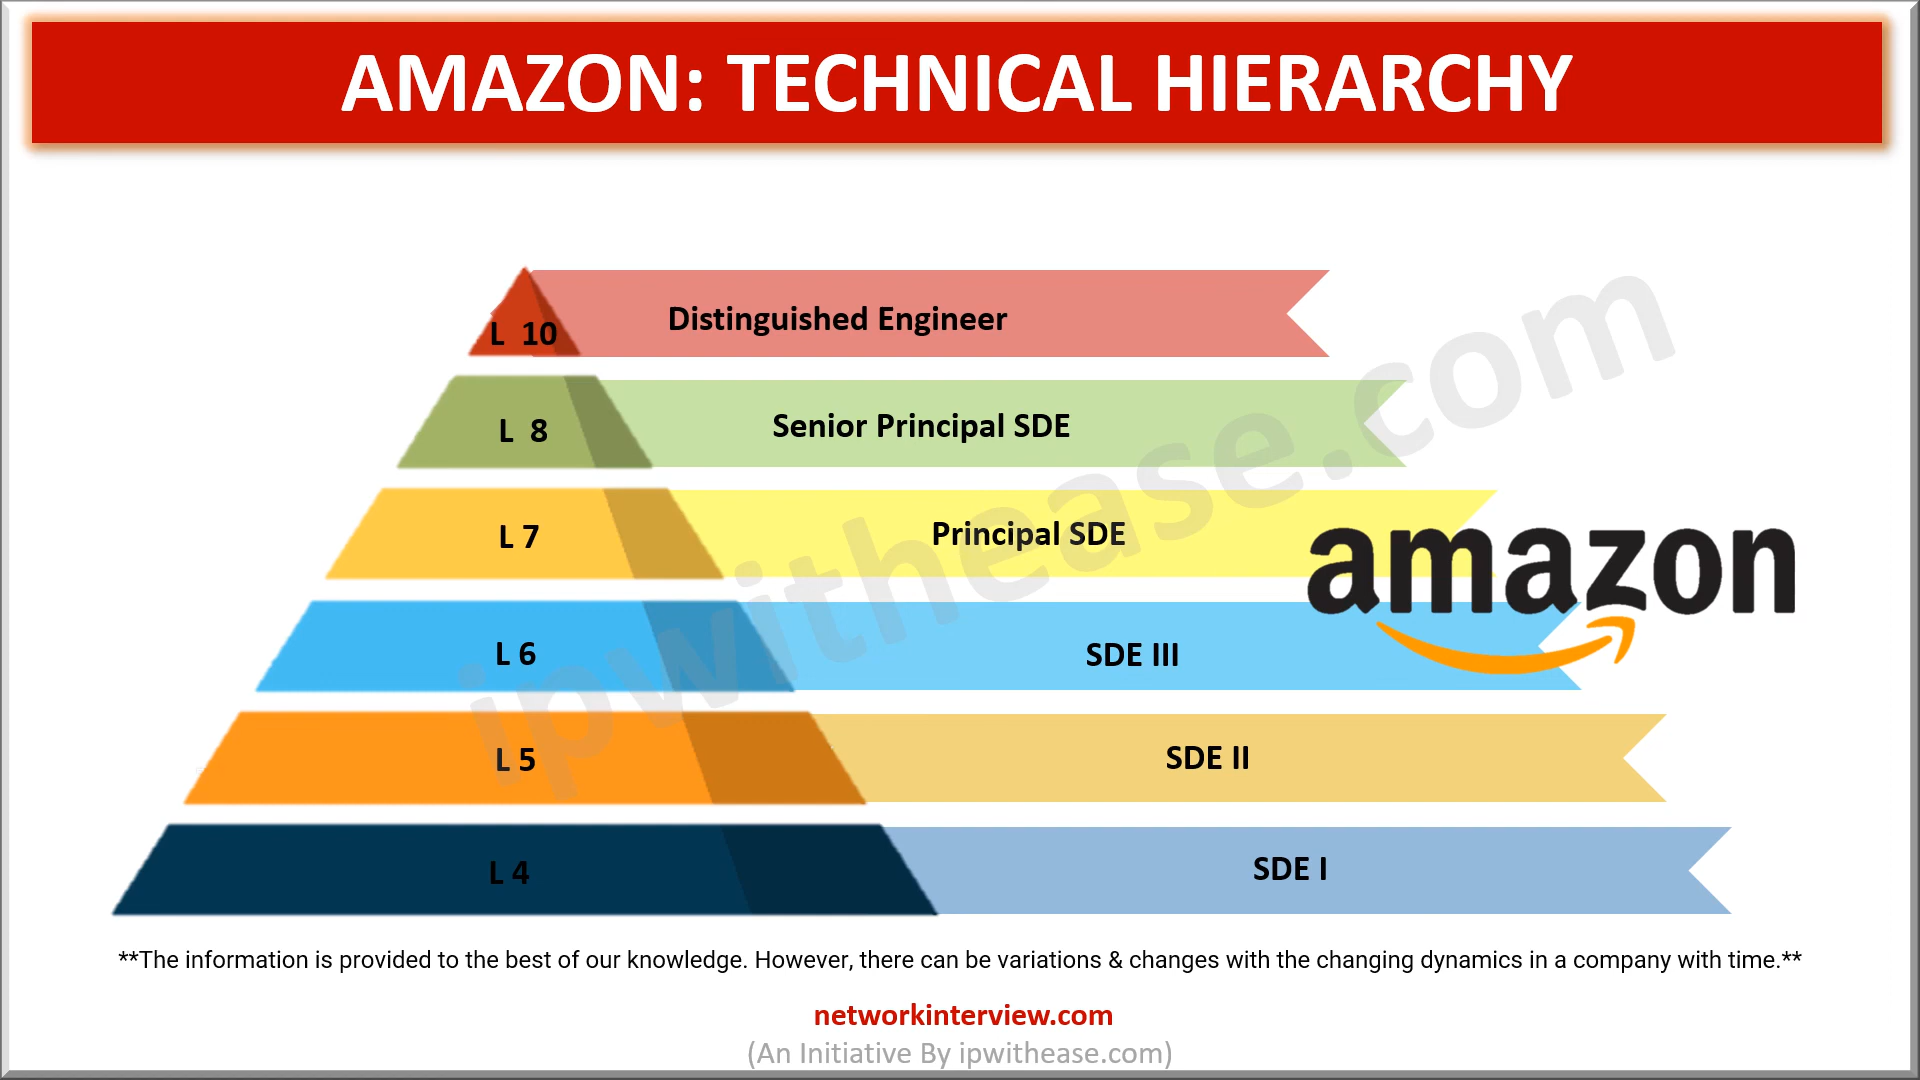 AMAZON: TECHNICAL HIERARCHY
L 10
Distinguished Engineer
L 8
Senior Principal SDE
L 7
Principal SDE
amazon
L 6
SDE III
L 5
SDE II
L 4
SDE I
ipwithease.com
**The information is provided to the best of our knowledge. However, there can be variations & changes with the changing dynamics in a company with time.**
networkinterview.com
(An Initiative By ipwithease.com)